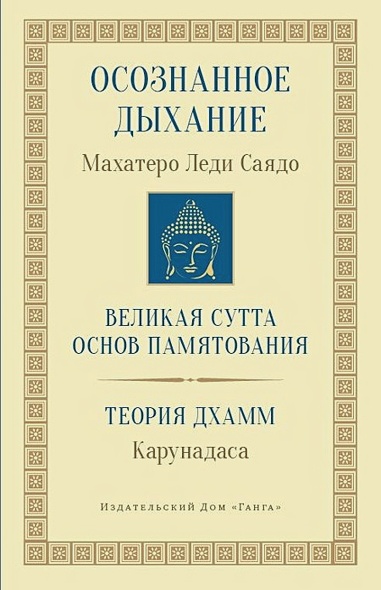 ОСОЗНАННОЕ
ДЫХАНИЕ
Махатеро Леди Саядо
ВЕЛИКАЯ СУТТА
ОСНОВ ПАМЯТОВАНИЯ
ТЕОРИЯ ДХАММ
Карунадаса
Издательский Дом «Ганга»